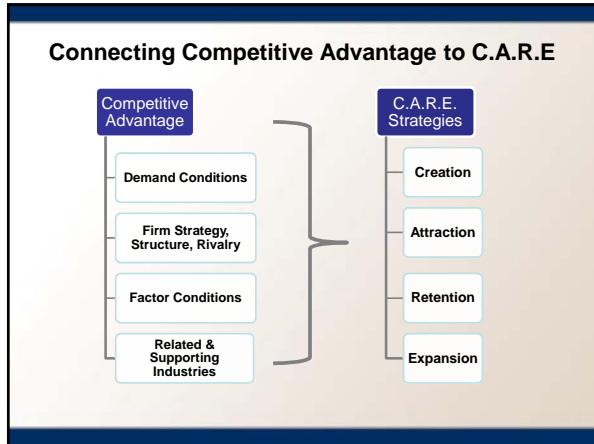 Connecting Competitive Advantage to C.A.R.E
Competitive
Advantage
Demand Conditions
Firm Strategy,
Structure, Rivalry
Factor Conditions
Related &
Supporting
Industries
C.A.R.E.
Strategies
Creation
Attraction
Retention
Expansion